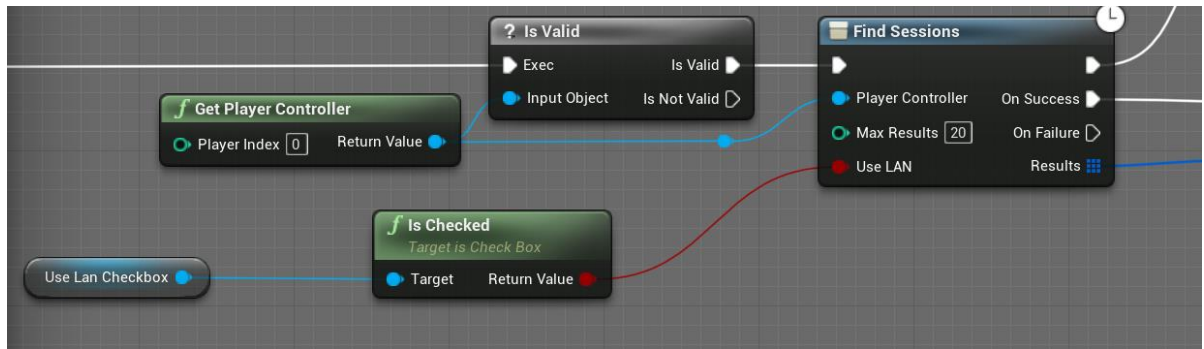 ? Is Valid
Exec
Is Valid
Input Object
Is Not Valid
f Get Player Controller
Player Index 0
Return Value
Find Sessions
Player Controller
On Success
Max Results 20
On Failure
Use LAN
Results
f Is Checked
Target is Check Box
Target
Return Value
Use Lan Checkbox